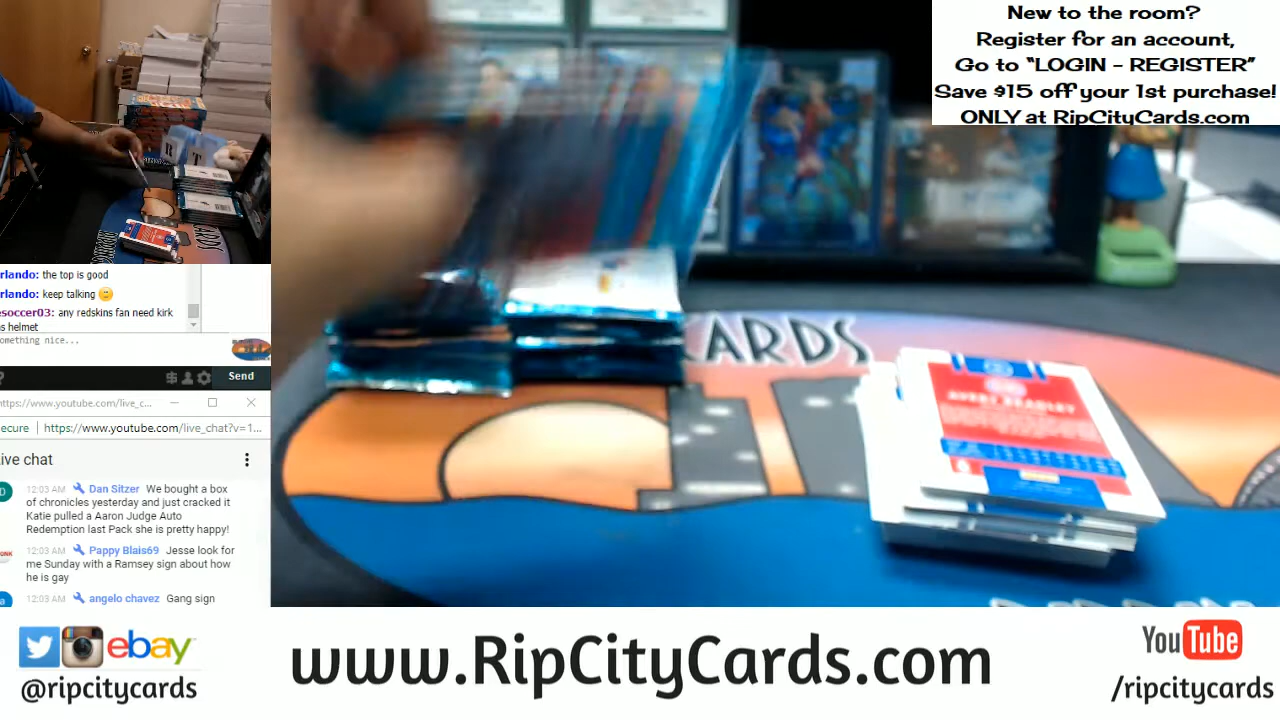 New to the room?
Register for an account,
Go to “LOGIN - REGISTER”
Save $15 off your 1st purchase!
ONLY at RipCityCards.com
rlando: the top is good
rlando: keep talking
esoccer03: any redskins fan need kirk
s helmet
omething nice...
Send
https://www.youtube.com/live_c...
ecure | https://www.youtube.com/live_chat?v=1...
ive chat
12:03 AM Dan Sitzer We bought a box
of chronicles yesterday and just cracked it
Katie pulled a Aaron Judge Auto
Redemption last Pack she is pretty happy!
12:03 AM Pappy Blais69 Jesse look for
me Sunday with a Ramsey sign about how
he is gay
12:03 AM angelo chavez Gang sign
CARDS
AVERY BRADLEY
ebay
@ripcitycards
www.RipCityCards.com
YouTube
/ripcitycards